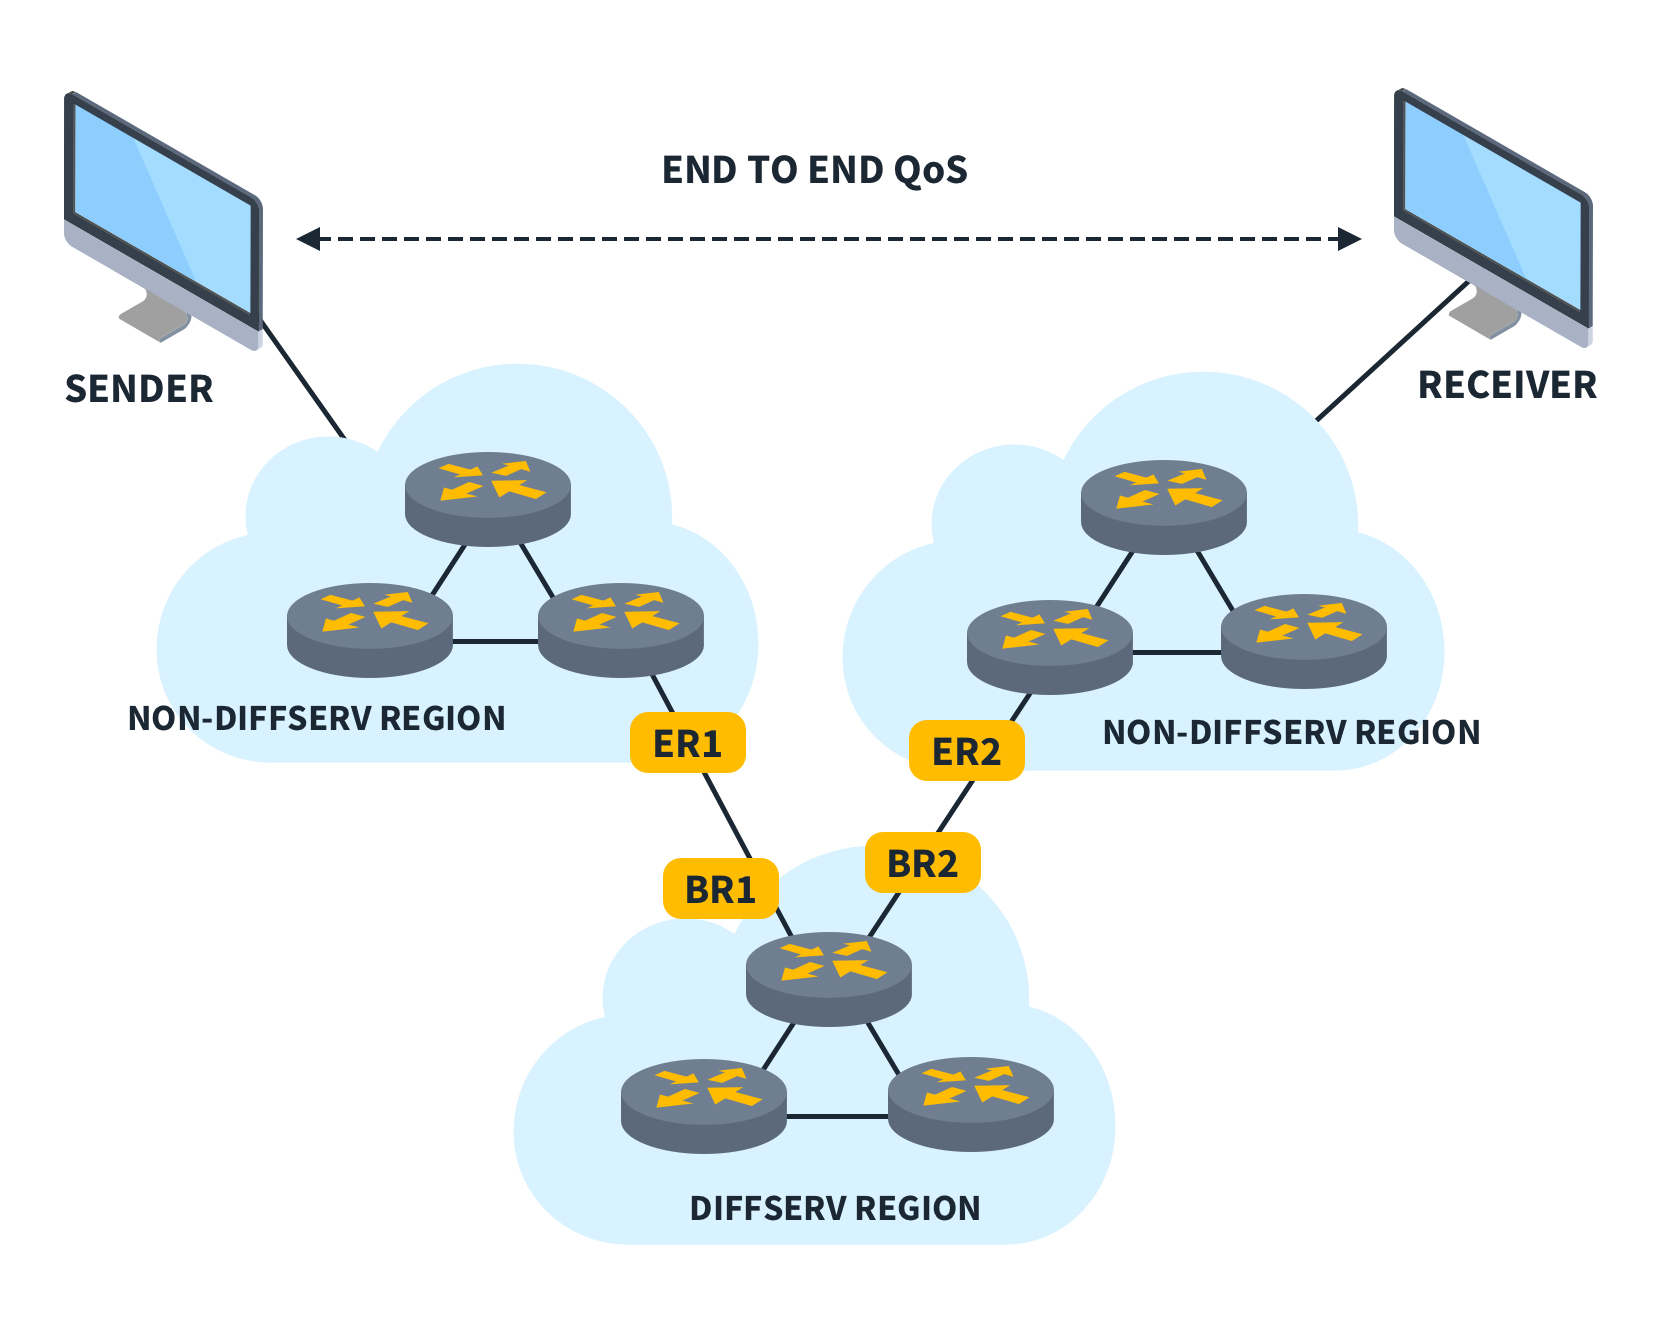 END TO END QoS
SENDER
RECEIVER
NON-DIFFSERV REGION
NON-DIFFSERV REGION
ER1
ER2
BR1
BR2
DIFFSERV REGION